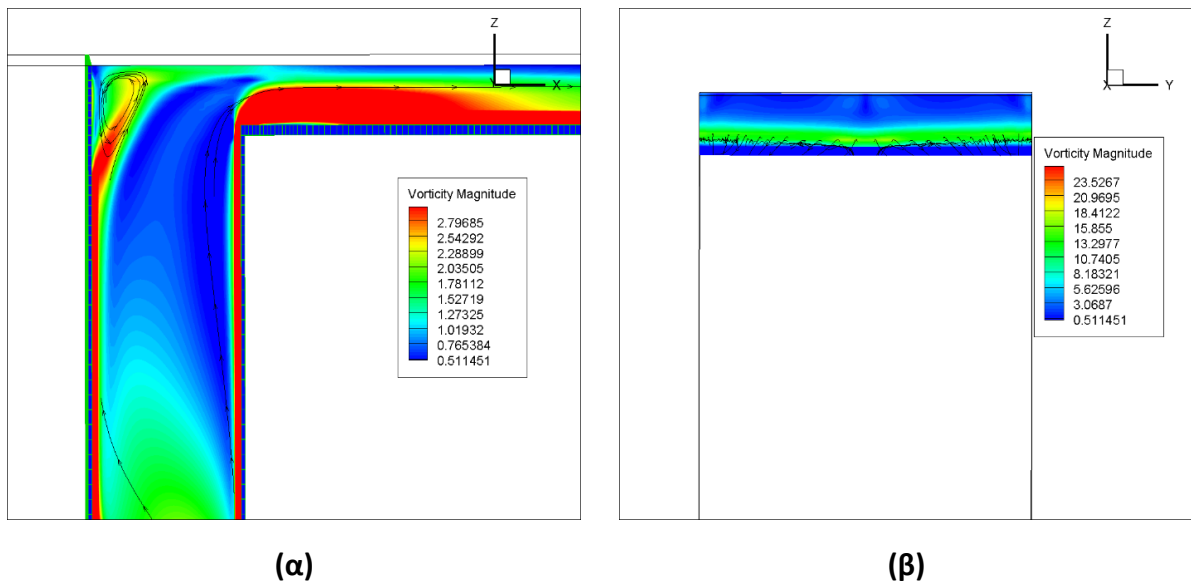 Z
X
Vorticity Magnitude
2.79685
2.54292
2.28899
2.03505
1.78112
1.52719
1.27325
1.01932
0.765384
0.511451
Z
X
Y
Vorticity Magnitude
23.5267
20.9695
18.4122
15.855
13.2977
10.7405
8.18321
5.62596
3.0687
0.511451
(α)
(β)